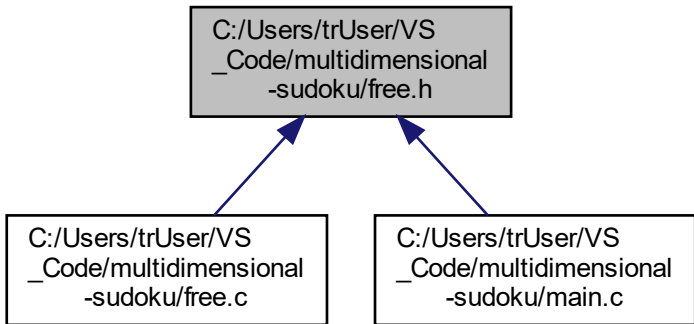 C:/Users/trUser/VS
_Code/multidimensional
-sudoku/free.h
C:/Users/trUser/VS
_Code/multidimensional
-sudoku/free.c
C:/Users/trUser/VS
_Code/multidimensional
-sudoku/main.c